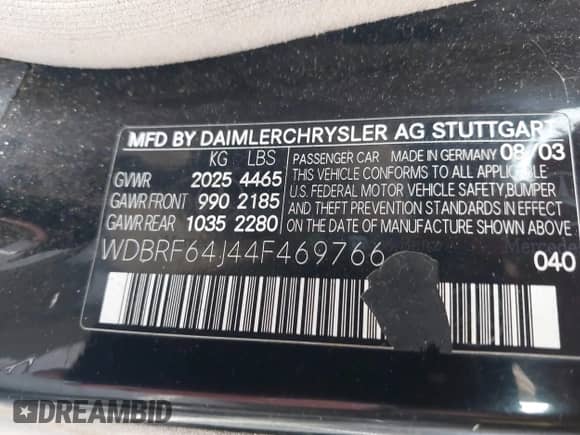 MFD BY DAIMLERCHRYSLER AG STUTTGART
KG LBS
GVWR 2025 4465
GAWR FRONT 990 2185
GAWR REAR 1035 2280
PASSENGER CAR MADE IN GERMANY 08/03
THIS VEHICLE CONFORMS TO ALL APPLICABLE
U.S. FEDERAL MOTOR VEHICLE SAFETY, BUMPER
AND THEFT PREVENTION STANDARDS IN EFFECT
ON THE DATE OF MANUFACTURE SHOWN ABOVE
WDBRF64J44F469766
040
DREAMBID